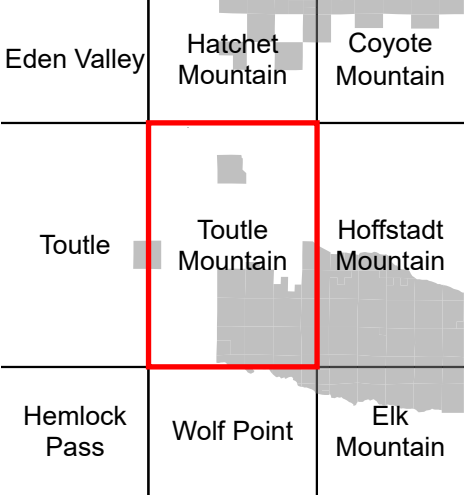 Eden Valley
Hatchet
Mountain
Coyote
Mountain
Toutle
Toutle
Mountain
Hoffstadt
Mountain
Hemlock
Pass
Wolf Point
Elk
Mountain